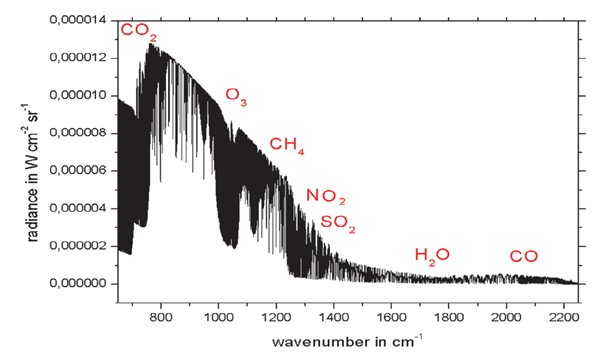 0,000014
0,000012
0,000010
0,000008
0,000006
0,000004
0,000002
0,000000
radiance in W cm⁻² sr⁻¹
CO₂
O₃
CH₄
NO₂
SO₂
H₂O
CO
800 1000 1200 1400 1600 1800 2000 2200
wavenumber in cm⁻¹